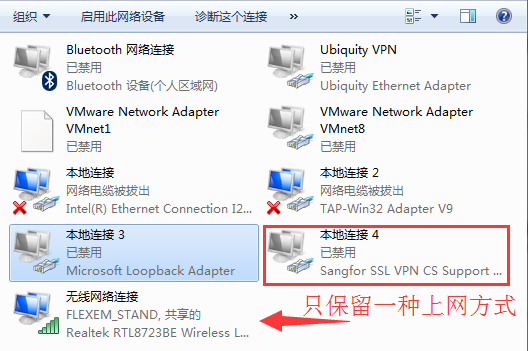 组织 启用此网络设备 诊断这个连接 »
Bluetooth 网络连接
已禁用
Bluetooth 设备(个人区域网)
Ubiquity VPN
已禁用
Ubiquity Ethernet Adapter
VMware Network Adapter
VMnet1
已禁用
VMware Network Adapter
VMnet8
已禁用
本地连接
网络电缆被拔出
Intel(R) Ethernet Connection I2...
本地连接 2
网络电缆被拔出
TAP-Win32 Adapter V9
本地连接 3
已禁用
Microsoft Loopback Adapter
本地连接 4
已禁用
Sangfor SSL VPN CS Support ...
无线网络连接
FLEXEM_STAND, 共享的
Realtek RTL8723BE Wireless L...
只保留一种上网方式